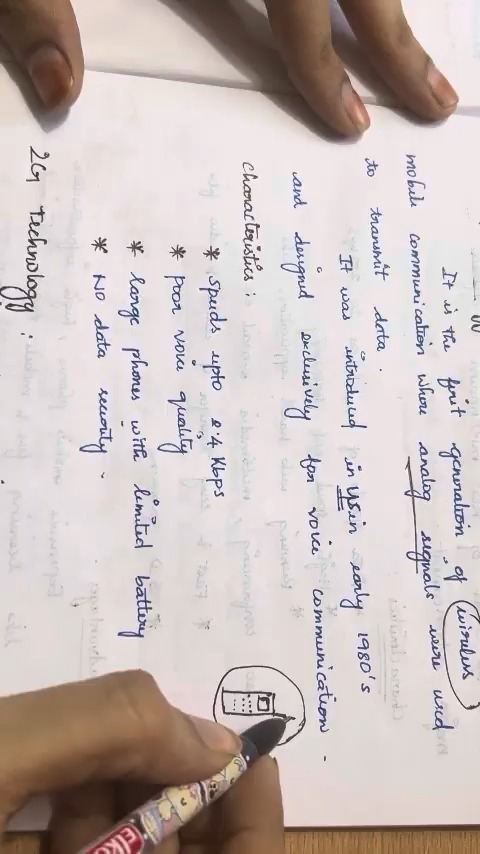 It is the first generation of wireless
mobile communication where analog signals were used
to transmit data.
It was introduced in US in early 1980's
and designed exclusively for voice communication.
Characteristics:
* Speeds upto 2.4 Kbps
* Poor voice quality
* Large phones with limited battery
* No data security.
2G Technology: